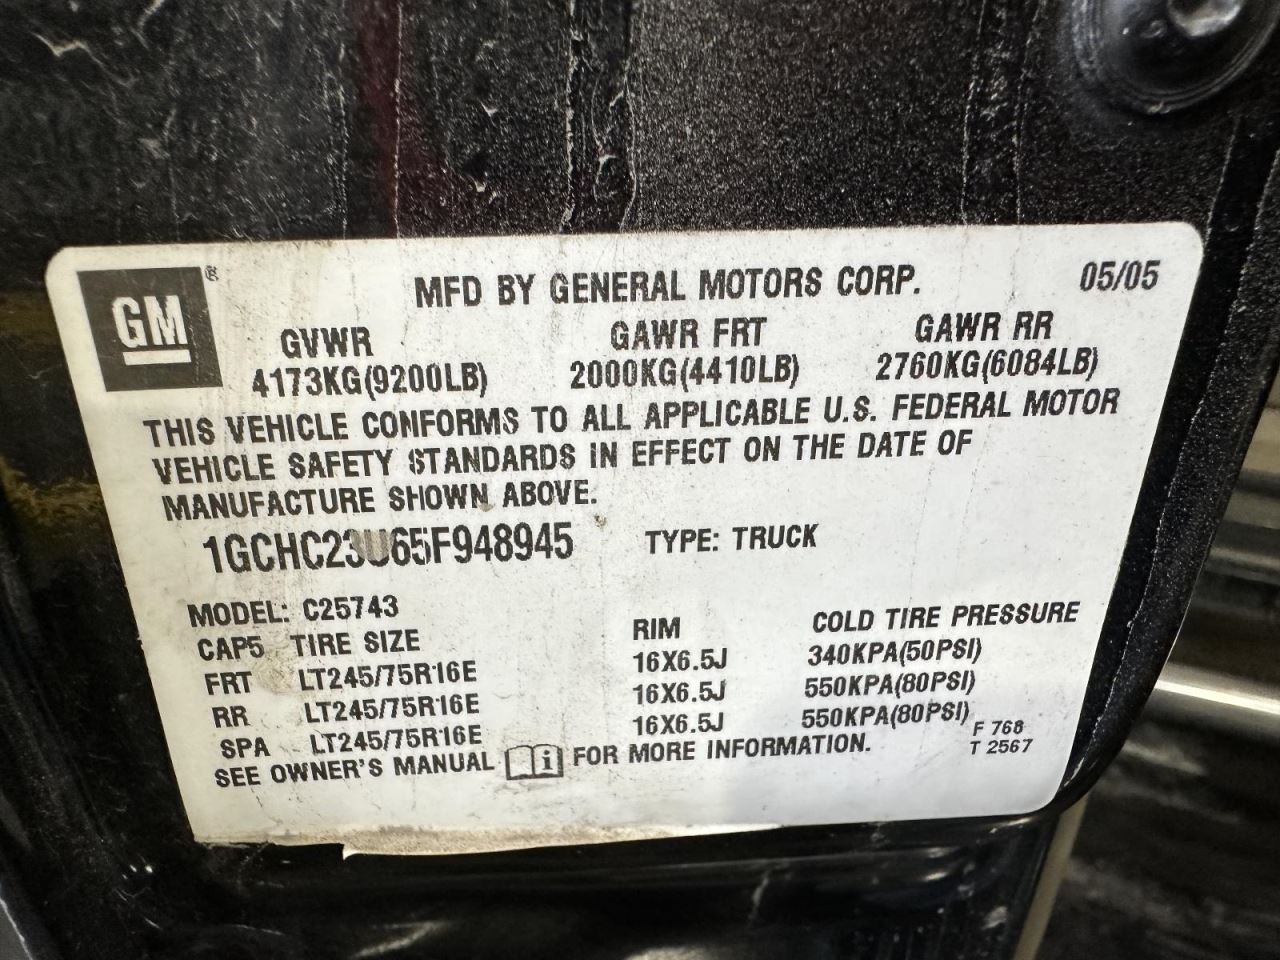 GM®
MFD BY GENERAL MOTORS CORP. 05/05
GVWR GAWR FRT GAWR RR
4173KG(9200LB) 2000KG(4410LB) 2760KG(6084LB)
THIS VEHICLE CONFORMS TO ALL APPLICABLE U.S. FEDERAL MOTOR
VEHICLE SAFETY STANDARDS IN EFFECT ON THE DATE OF
MANUFACTURE SHOWN ABOVE.
1GCHC23U65F948945 TYPE: TRUCK
MODEL: C25743
CAP5 TIRE SIZE RIM COLD TIRE PRESSURE
FRT LT245/75R16E 16X6.5J 340KPA(50PSI)
RR LT245/75R16E 16X6.5J 550KPA(80PSI)
SPA LT245/75R16E 16X6.5J 550KPA(80PSI)
SEE OWNER'S MANUAL i FOR MORE INFORMATION.
F 768
T 2567